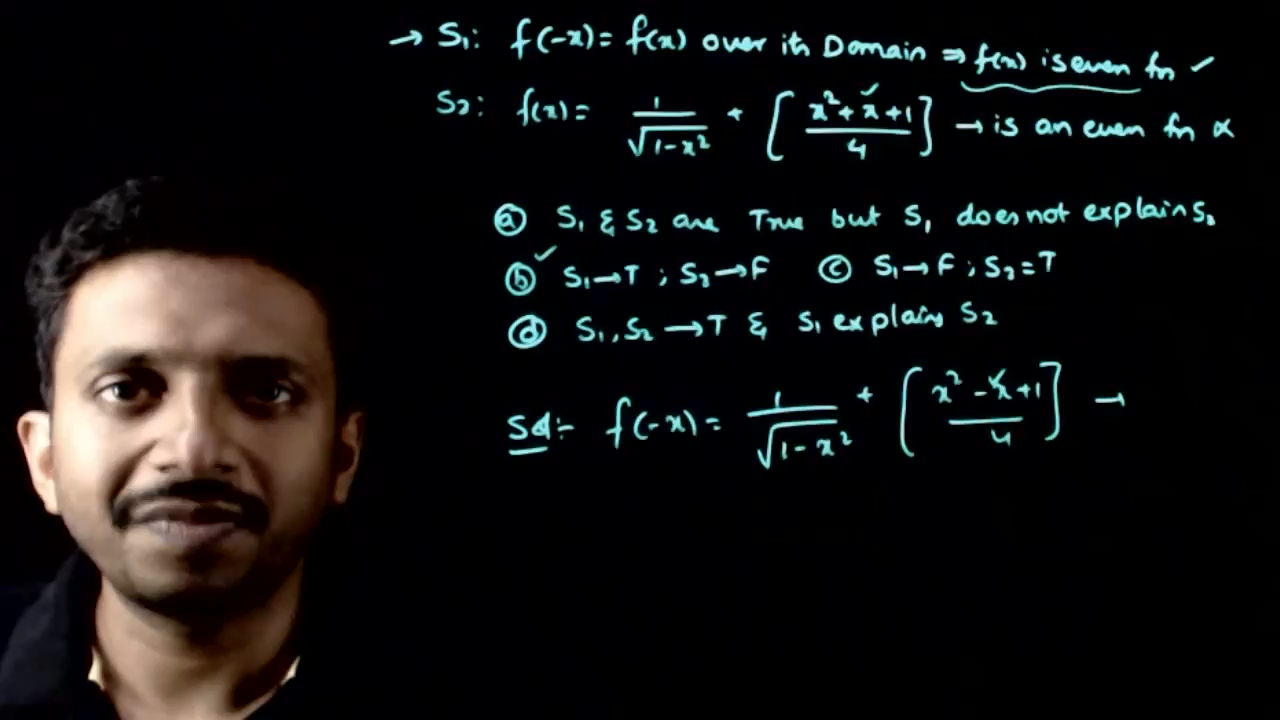 → S₁: f(-x) = f(x) over its Domain ⇒ f(x) is even fn ✓
S₂: f(x) = 1/√(1-x²) + [(x²+x+1)/4] → is an even fn ×
ⓐ S₁ & S₂ are True but S₁ does not explain S₂
ⓑ ✓ S₁→T ; S₂→F ⓒ S₁→F ; S₂=T
ⓓ S₁, S₂ →T & S₁ explains S₂
Sol:- f(-x) = 1/√(1-x²) + [(x²-x+1)/4] →